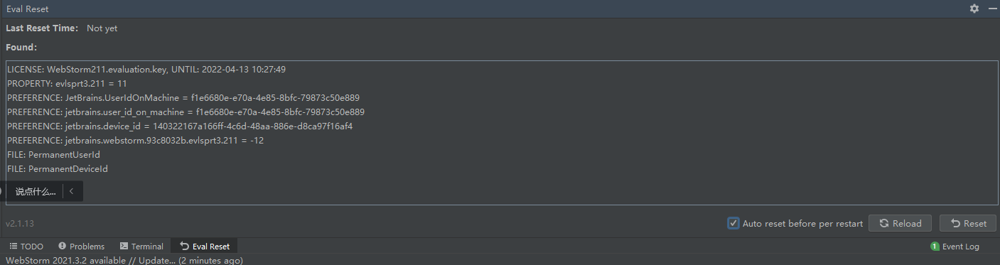 Eval Reset
Last Reset Time: Not yet
Found:
LICENSE: WebStorm211.evaluation.key, UNTIL: 2022-04-13 10:27:49
PROPERTY: evlsprt3.211 = 11
PREFERENCE: JetBrains.UserIdOnMachine = f1e6680e-e70a-4e85-8bfc-79873c50e889
PREFERENCE: jetbrains.user_id_on_machine = f1e6680e-e70a-4e85-8bfc-79873c50e889
PREFERENCE: jetbrains.device_id = 140322167a166ff-4c6d-48aa-886e-d8ca97f16af4
PREFERENCE: jetbrains.webstorm.93c8032b.evlsprt3.211 = -12
FILE: PermanentUserId
FILE: PermanentDeviceId
说点什么...
v2.1.13 Auto reset before per restart Reload Reset
TODO Problems Terminal Eval Reset 1 Event Log
WebStorm 2021.3.2 available // Update... (2 minutes ago)